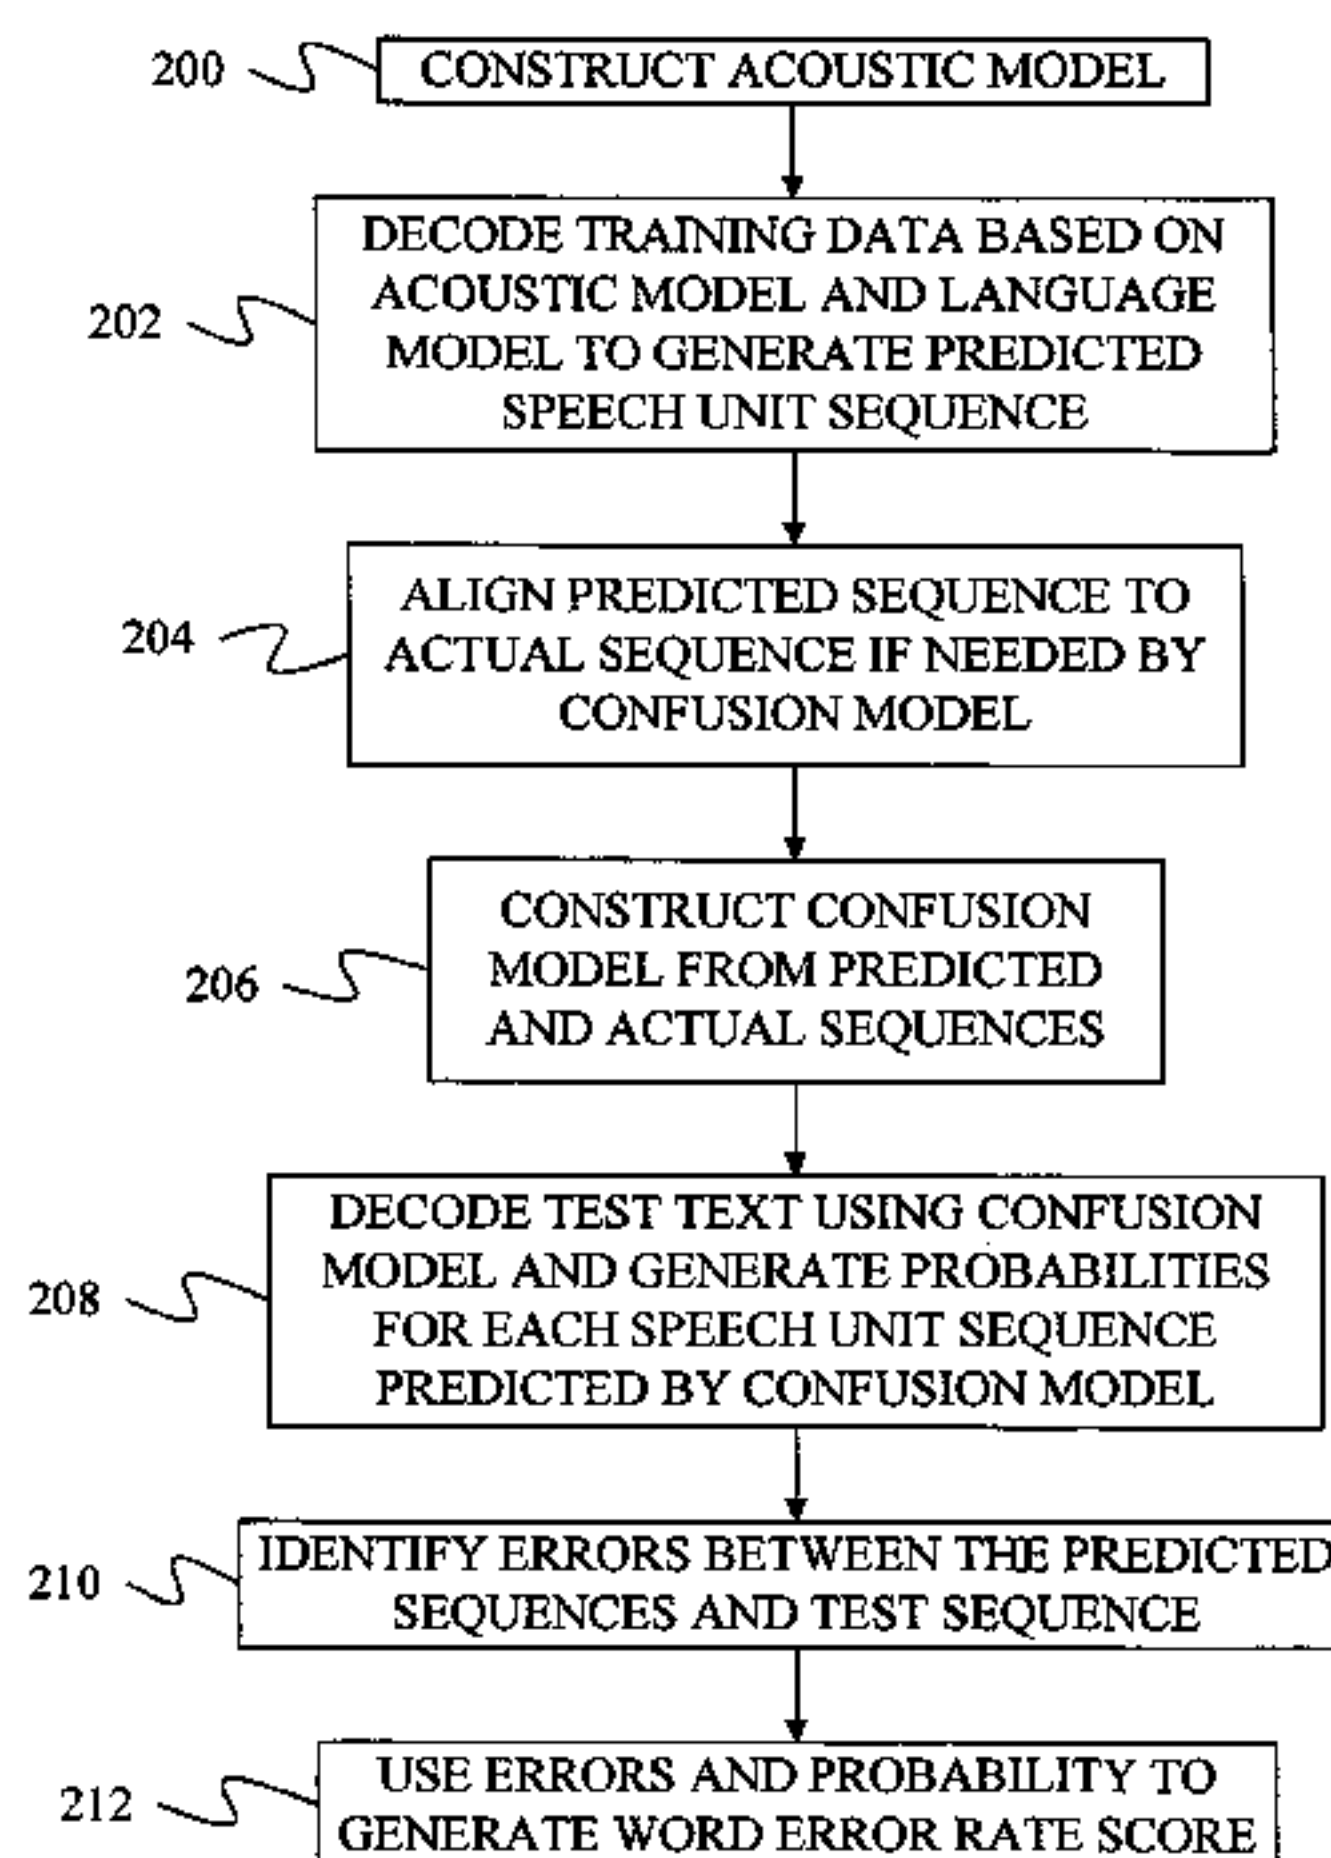 200 CONSTRUCT ACOUSTIC MODEL
DECODE TRAINING DATA BASED ON
202 ACOUSTIC MODEL AND LANGUAGE
MODEL TO GENERATE PREDICTED
SPEECH UNIT SEQUENCE
ALIGN PREDICTED SEQUENCE TO
204 ACTUAL SEQUENCE IF NEEDED BY
CONFUSION MODEL
CONSTRUCT CONFUSION
206 MODEL FROM PREDICTED
AND ACTUAL SEQUENCES
DECODE TEST TEXT USING CONFUSION
MODEL AND GENERATE PROBABILITIES
208 FOR EACH SPEECH UNIT SEQUENCE
PREDICTED BY CONFUSION MODEL
210 IDENTIFY ERRORS BETWEEN THE PREDICTED
SEQUENCES AND TEST SEQUENCE
212 USE ERRORS AND PROBABILITY TO
GENERATE WORD ERROR RATE SCORE